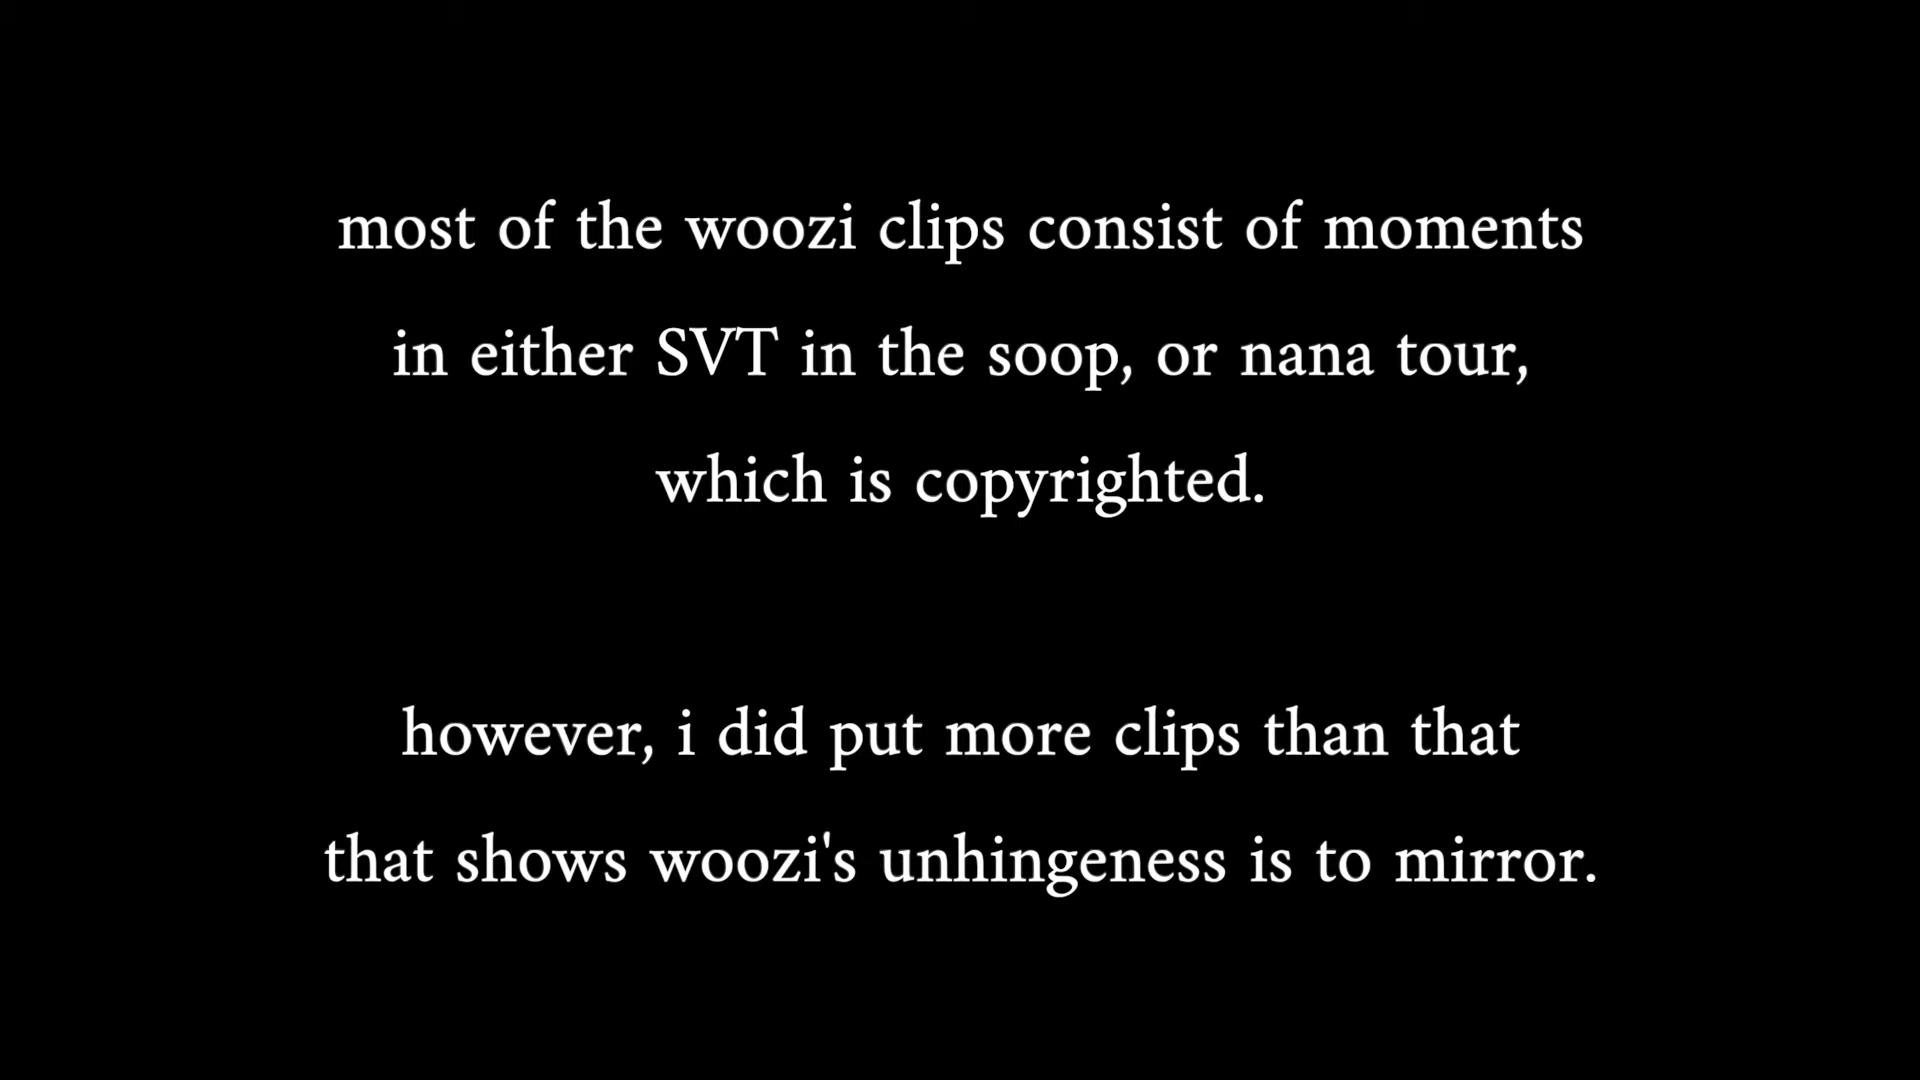 most of the woozi clips consist of moments
in either SVT in the soop, or nana tour,
which is copyrighted.
however, i did put more clips than that
that shows woozi's unhingeness is to mirror.